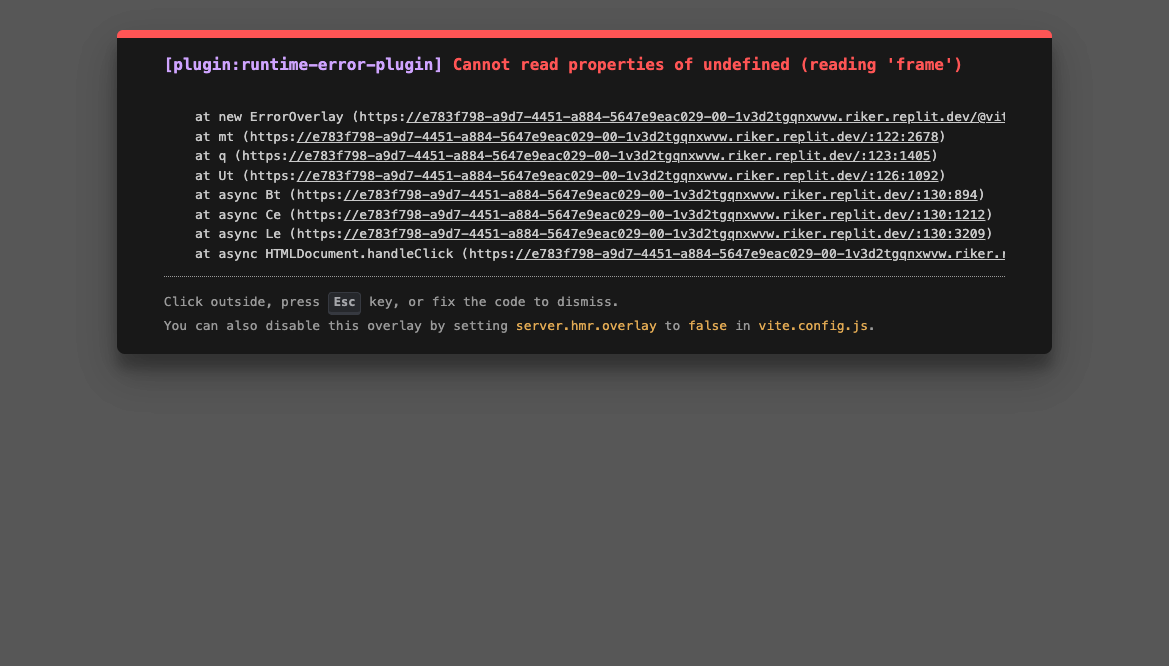 [plugin:runtime-error-plugin] Cannot read properties of undefined (reading 'frame')
at new ErrorOverlay (https://e783f798-a9d7-4451-a884-5647e9eac029-00-1v3d2tgqnxwvw.riker.replit.dev/@vit
at mt (https://e783f798-a9d7-4451-a884-5647e9eac029-00-1v3d2tgqnxwvw.riker.replit.dev/:122:2678)
at q (https://e783f798-a9d7-4451-a884-5647e9eac029-00-1v3d2tgqnxwvw.riker.replit.dev/:123:1405)
at Ut (https://e783f798-a9d7-4451-a884-5647e9eac029-00-1v3d2tgqnxwvw.riker.replit.dev/:126:1092)
at async Bt (https://e783f798-a9d7-4451-a884-5647e9eac029-00-1v3d2tgqnxwvw.riker.replit.dev/:130:894)
at async Ce (https://e783f798-a9d7-4451-a884-5647e9eac029-00-1v3d2tgqnxwvw.riker.replit.dev/:130:1212)
at async Le (https://e783f798-a9d7-4451-a884-5647e9eac029-00-1v3d2tgqnxwvw.riker.replit.dev/:130:3209)
at async HTMLDocument.handleClick (https://e783f798-a9d7-4451-a884-5647e9eac029-00-1v3d2tgqnxwvw.riker.r
Click outside, press Esc key, or fix the code to dismiss.
You can also disable this overlay by setting server.hmr.overlay to false in vite.config.js.